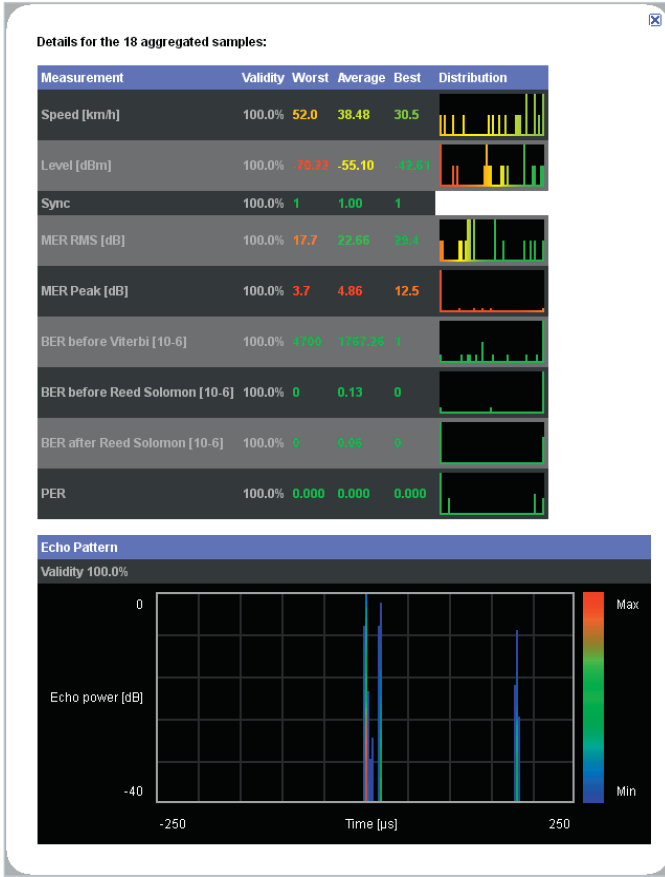 Details for the 18 aggregated samples:
Measurement Validity Worst Average Best Distribution
Speed [km/h] 100.0% 52.0 38.48 30.5
Level [dBm] 100.0% -70.27 -55.10 -42.61
Sync 100.0% 1 1.00 1
MER RMS [dB] 100.0% 17.7 22.66 29.4
MER Peak [dB] 100.0% 3.7 4.86 12.5
BER before Viterbi [10-6] 100.0% 4790 1767.26 1
BER before Reed Solomon [10-6] 100.0% 0 0.13 0
BER after Reed Solomon [10-6] 100.0% 0 0.06 0
PER 100.0% 0.000 0.000 0.000
Echo Pattern
Validity 100.0%
0 Max
Echo power [dB]
-40 Min
-250 Time [µs] 250